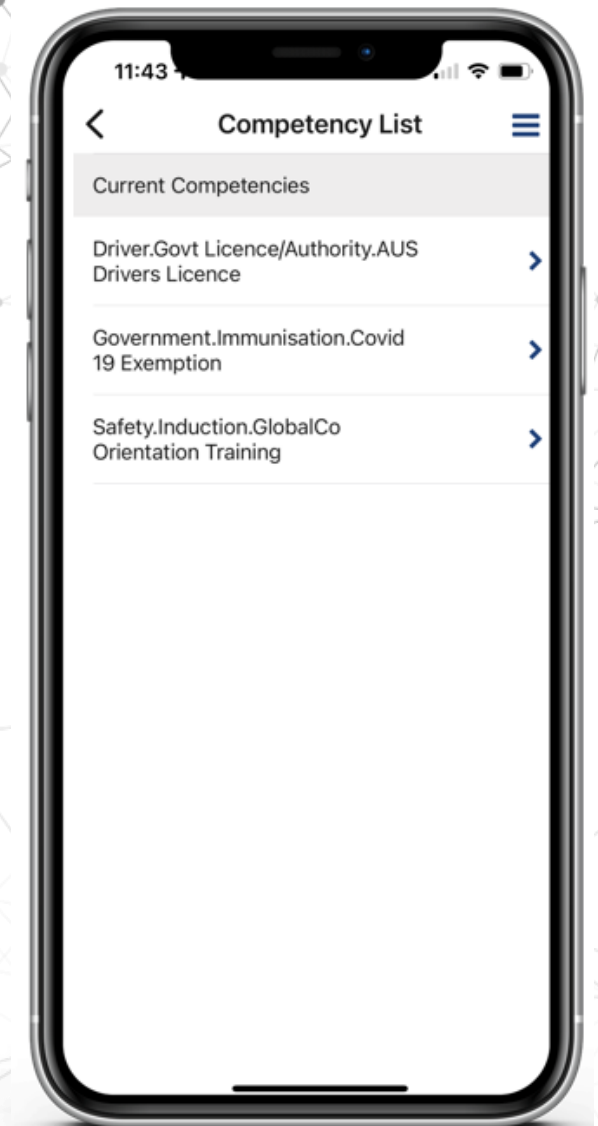 11:43
Competency List
Current Competencies
Driver.Govt Licence/Authority.AUS
Drivers Licence
Government.Immunisation.Covid
19 Exemption
Safety.Induction.GlobalCo
Orientation Training